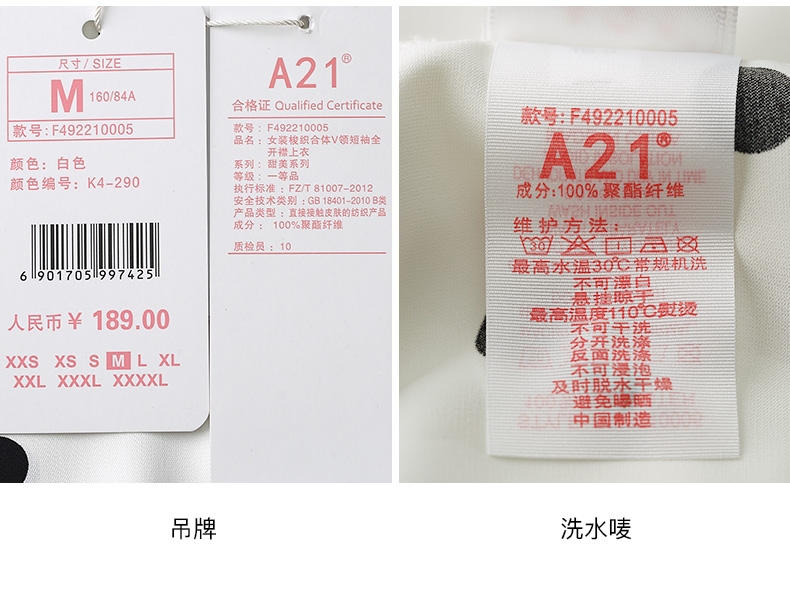 尺寸 / SIZE
M 160/84A
款号: F492210005
颜色: 白色
颜色编号: K4-290
6 901705 997425
人民币 ¥ 189.00
XXS XS S M L XL
XXL XXXL XXXXL
A21®
合格证 Qualified Certificate
款号: F492210005
品名: 女装梭织合体V领短袖全
开襟上衣
系列: 甜美系列
等级: 一等品
执行标准: FZ/T 81007-2012
安全技术类别: GB 18401-2010 B类
产品类型: 直接接触皮肤的纺织产品
成分: 100%聚酯纤维
质检员: 10
款号: F492210005
A21®
成分:100%聚酯纤维
维护方法:
30
最高水温30℃常规机洗
不可漂白
悬挂晾干
最高温度110℃熨烫
不可干洗
分开洗涤
反面洗涤
不可浸泡
及时脱水干燥
避免曝晒
中国制造
吊牌
洗水唛